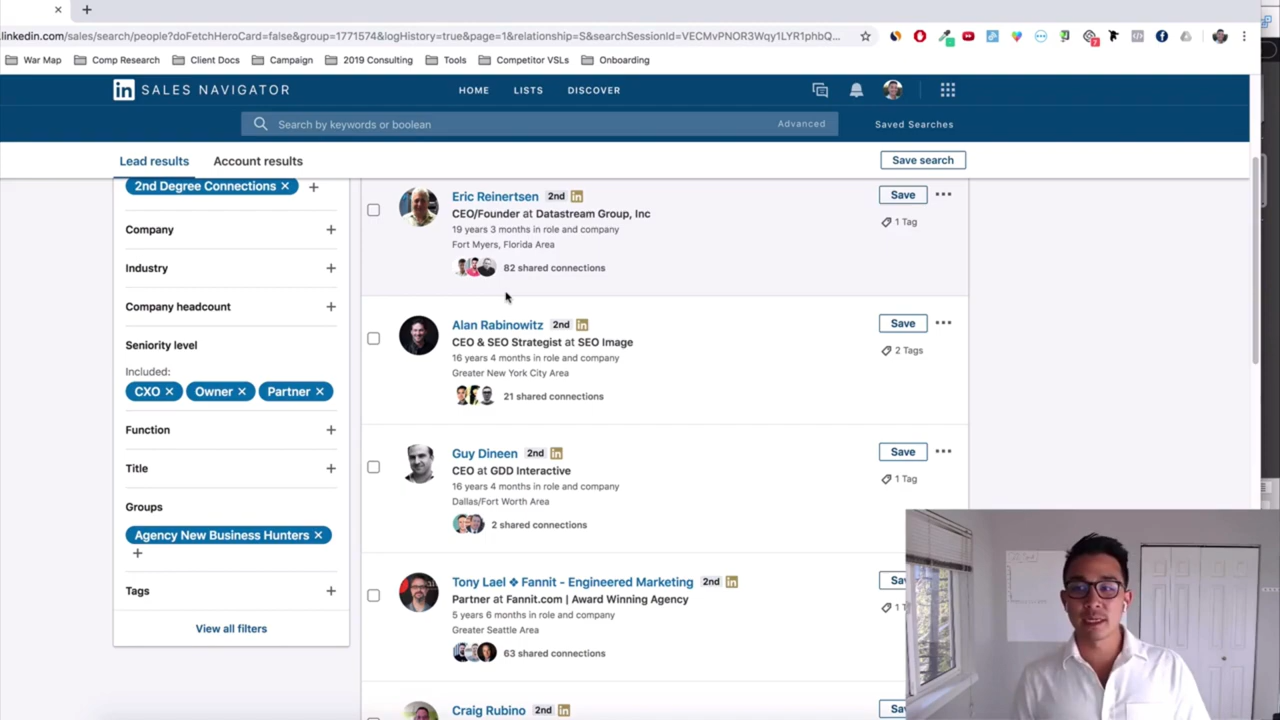 linkedin.com/sales/search/people?doFetchHeroCard=false&group=1771574&logHistory=true&page=1&relationship=S&searchSessionId=VECMvPNOR3Wqy1LYR1phbQ...
War Map Comp Research Client Docs Campaign 2019 Consulting Tools Competitor VSLs Onboarding
in SALES NAVIGATOR HOME LISTS DISCOVER
Search by keywords or boolean Advanced Saved Searches
Lead results Account results Save search
2nd Degree Connections
Company
Industry
Company headcount
Seniority level
Included:
CXO Owner Partner
Function
Title
Groups
Agency New Business Hunters
Tags
View all filters
Eric Reinertsen 2nd in Save
CEO/Founder at Datastream Group, Inc
1 Tag
19 years 3 months in role and company
Fort Myers, Florida Area
82 shared connections
Alan Rabinowitz 2nd in Save
CEO & SEO Strategist at SEO Image
2 Tags
16 years 4 months in role and company
Greater New York City Area
21 shared connections
Guy Dineen 2nd in Save
CEO at GDD Interactive
1 Tag
16 years 4 months in role and company
Dallas/Fort Worth Area
2 shared connections
Tony Lael ❖ Fannit - Engineered Marketing 2nd in Sav
Partner at Fannit.com | Award Winning Agency
1 T
5 years 6 months in role and company
Greater Seattle Area
63 shared connections
Craig Rubino 2nd in Sav